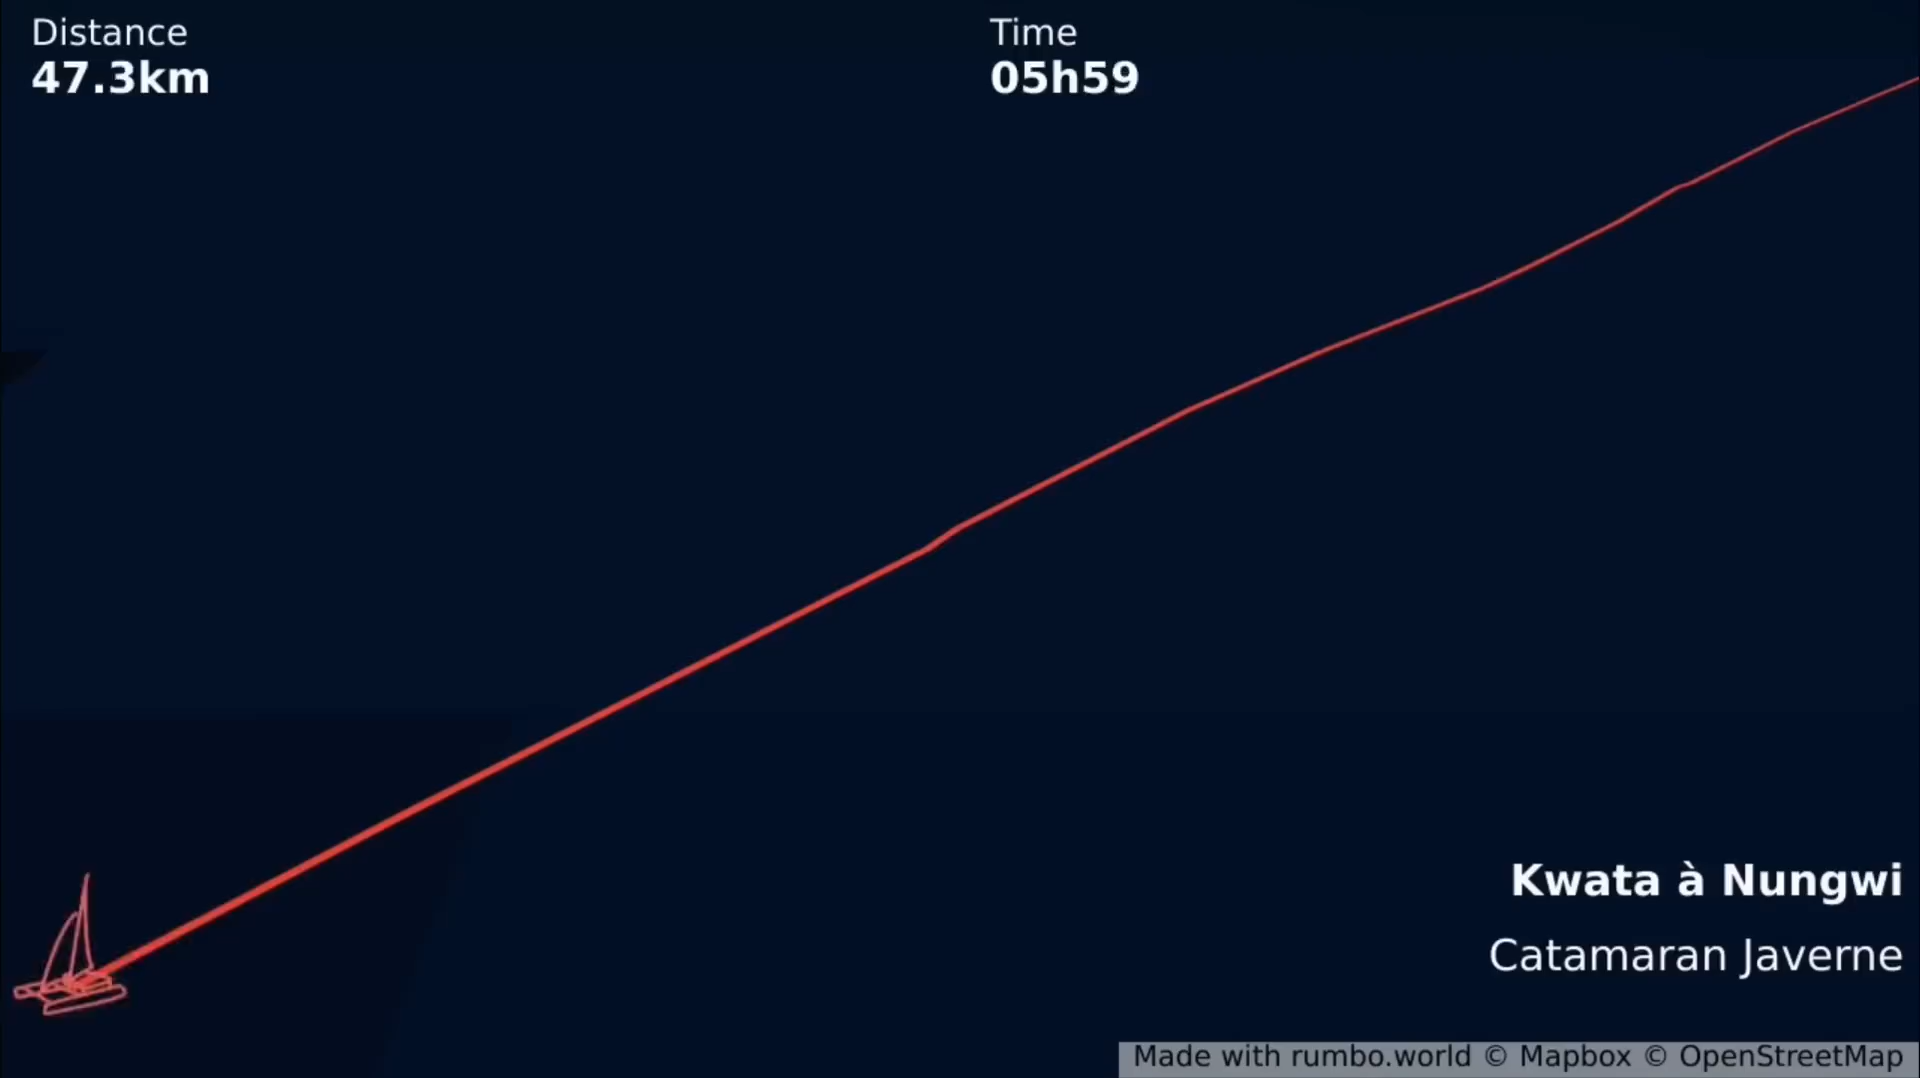 Distance
47.3km
Time
05h59
Kwata à Nungwi
Catamaran Javerne
Made with rumbo.world © Mapbox © OpenStreetMap